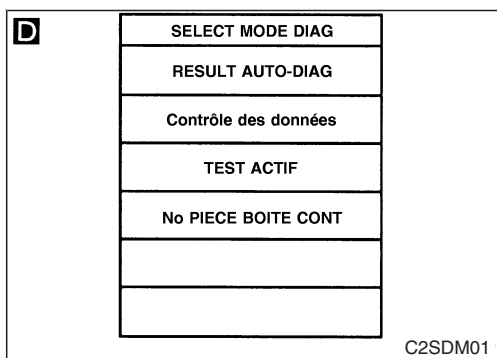 D
SELECT MODE DIAG
RESULT AUTO-DIAG
Contrôle des données
TEST ACTIF
No PIECE BOITE CONT
C2SDM01